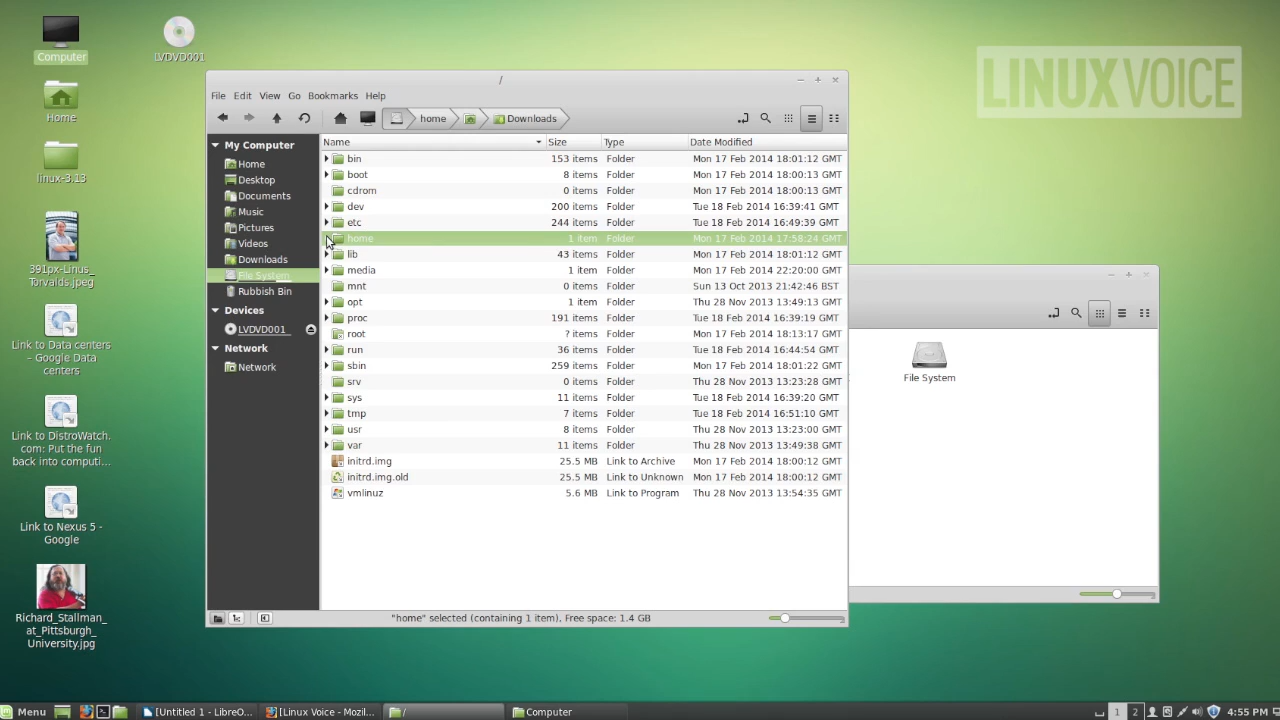 Computer
LVDVD001
Home
linux-3.13
391px-Linus_
Torvalds.jpeg
Link to Data centers
– Google Data
centers
Link to DistroWatch.
com: Put the fun
back into computi...
Link to Nexus 5 -
Google
Richard_Stallman_
at_Pittsburgh_
University.jpg
LINUXVOICE
/
File Edit View Go Bookmarks Help
home Downloads
My Computer
Home
Desktop
Documents
Music
Pictures
Videos
Downloads
File System
Rubbish Bin
Devices
LVDVD001
Network
Network
Name Size Type Date Modified
bin 153 items Folder Mon 17 Feb 2014 18:01:12 GMT
boot 8 items Folder Mon 17 Feb 2014 18:00:13 GMT
cdrom 0 items Folder Mon 17 Feb 2014 18:00:13 GMT
dev 200 items Folder Tue 18 Feb 2014 16:39:41 GMT
etc 244 items Folder Tue 18 Feb 2014 16:49:39 GMT
home 1 item Folder Mon 17 Feb 2014 17:58:24 GMT
lib 43 items Folder Mon 17 Feb 2014 18:01:12 GMT
media 1 item Folder Mon 17 Feb 2014 22:20:00 GMT
mnt 0 items Folder Sun 13 Oct 2013 21:42:46 BST
opt 1 item Folder Thu 28 Nov 2013 13:49:13 GMT
proc 191 items Folder Tue 18 Feb 2014 16:39:19 GMT
root ? items Folder Mon 17 Feb 2014 18:13:17 GMT
run 36 items Folder Tue 18 Feb 2014 16:44:54 GMT
sbin 259 items Folder Mon 17 Feb 2014 18:01:22 GMT
srv 0 items Folder Thu 28 Nov 2013 13:23:28 GMT
sys 11 items Folder Tue 18 Feb 2014 16:39:20 GMT
tmp 7 items Folder Tue 18 Feb 2014 16:51:10 GMT
usr 8 items Folder Thu 28 Nov 2013 13:23:00 GMT
var 11 items Folder Thu 28 Nov 2013 13:49:38 GMT
initrd.img 25.5 MB Link to Archive Mon 17 Feb 2014 18:00:12 GMT
initrd.img.old 25.5 MB Link to Unknown Mon 17 Feb 2014 18:00:12 GMT
vmlinuz 5.6 MB Link to Program Thu 28 Nov 2013 13:54:35 GMT
"home" selected (containing 1 item), Free space: 1.4 GB
File System
Menu [Untitled 1 - LibreO... [Linux Voice - Mozil... / Computer 1 2 4:55 PM